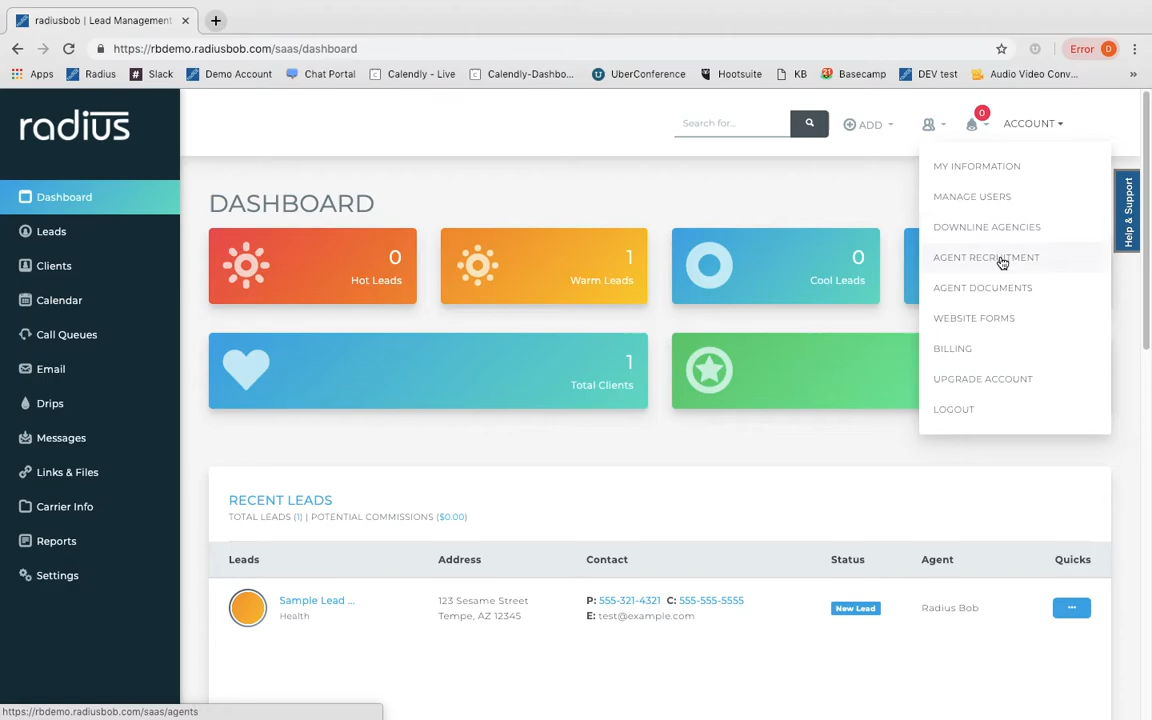 radiusbob | Lead Management
https://rbdemo.radiusbob.com/saas/dashboard
Error 0
Apps Radius Slack Demo Account Chat Portal Calendly - Live Calendly-Dashbo... UberConference Hootsuite KB Basecamp DEV test Audio Video Conv... »
radius
Search for... ADD 0 ACCOUNT
Dashboard
Leads
Clients
Calendar
Call Queues
Email
Drips
Messages
Links & Files
Carrier Info
Reports
Settings
MY INFORMATION
MANAGE USERS
DOWNLINE AGENCIES
AGENT RECRUITMENT
AGENT DOCUMENTS
WEBSITE FORMS
BILLING
UPGRADE ACCOUNT
LOGOUT
Help & Support
DASHBOARD
0
Hot Leads
1
Warm Leads
0
Cool Leads
1
Total Clients
RECENT LEADS
TOTAL LEADS (1) | POTENTIAL COMMISSIONS ($0.00)
Leads Address Contact Status Agent Quicks
Sample Lead ... 123 Sesame Street P: 555-321-4321 C: 555-555-5555 New Lead Radius Bob ...
Health Tempe, AZ 12345 E: test@example.com
https://rbdemo.radiusbob.com/saas/agents